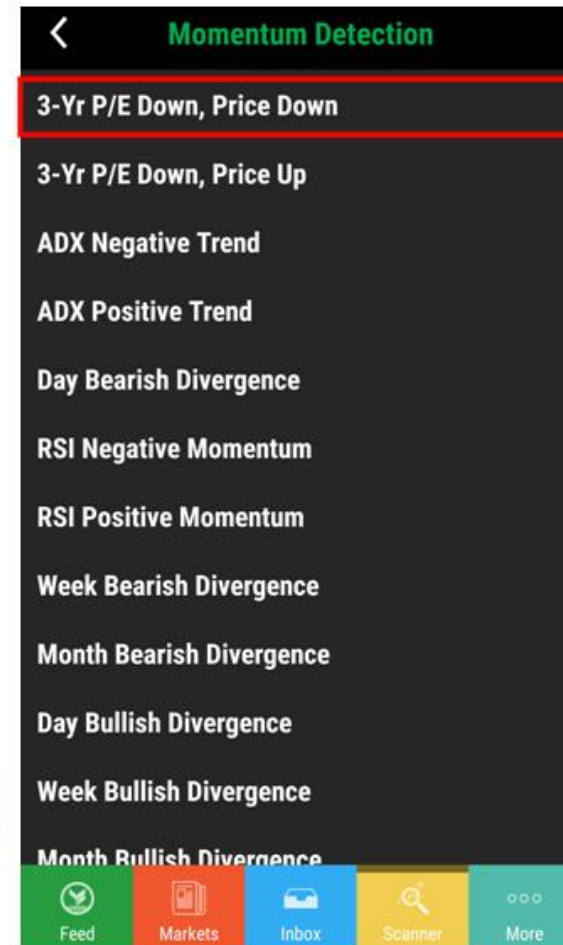 Momentum Detection
3-Yr P/E Down, Price Down
3-Yr P/E Down, Price Up
ADX Negative Trend
ADX Positive Trend
Day Bearish Divergence
RSI Negative Momentum
RSI Positive Momentum
Week Bearish Divergence
Month Bearish Divergence
Day Bullish Divergence
Week Bullish Divergence
Month Bullish Divergence
Feed Markets Inbox Scanner More